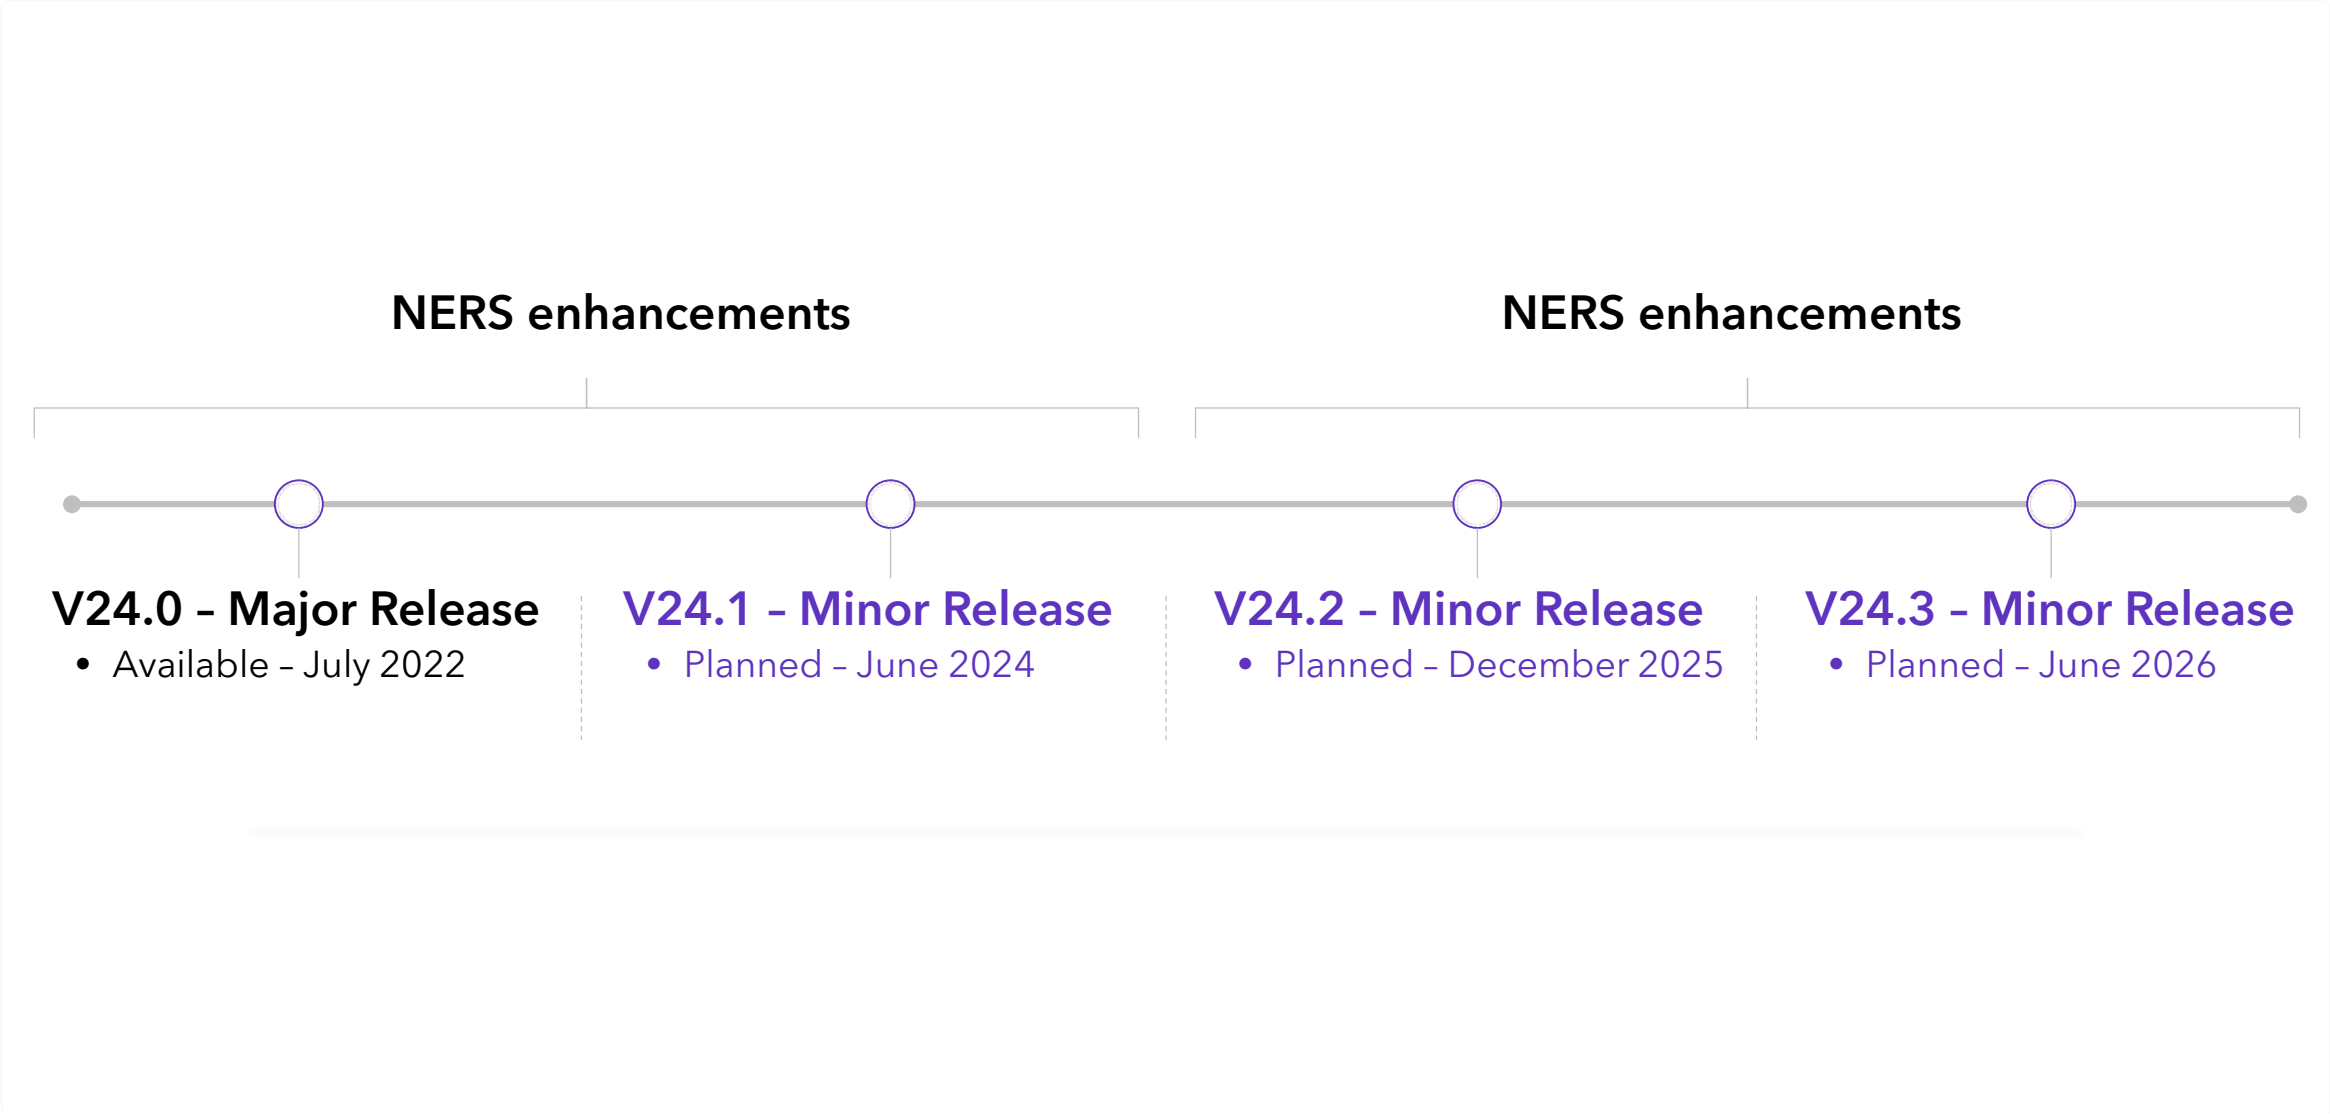 NERS enhancements
NERS enhancements
V24.0 – Major Release
• Available – July 2022
V24.1 – Minor Release
• Planned – June 2024
V24.2 – Minor Release
• Planned – December 2025
V24.3 – Minor Release
• Planned – June 2026